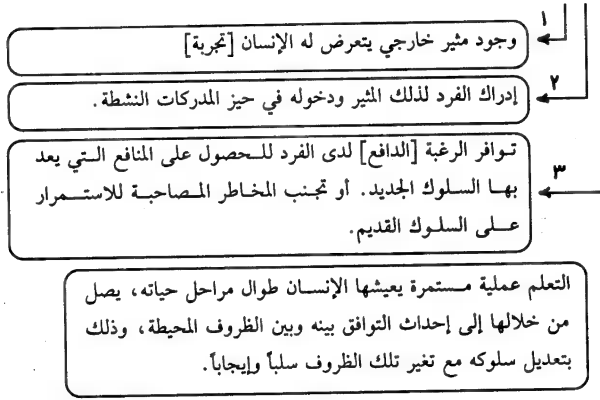 ١
وجود مثير خارجي يتعرض له الإنسان [تجربة]
٢
إدراك الفرد لذلك المثير ودخوله في حيز المدركات النشطة.
٣
توافر الرغبة [الدافع] لدى الفرد للحصول على المنافع التي يعد
بها السلوك الجديد. أو تجنب المخاطر المصاحبة للاستمرار
على السلوك القديم.
التعلم عملية مستمرة يعيشها الإنسان طوال مراحل حياته، يصل
من خلالها إلى إحداث التوافق بينه وبين الظروف المحيطة، وذلك
بتعديل سلوكه مع تغير تلك الظروف سلباً وإيجاباً.